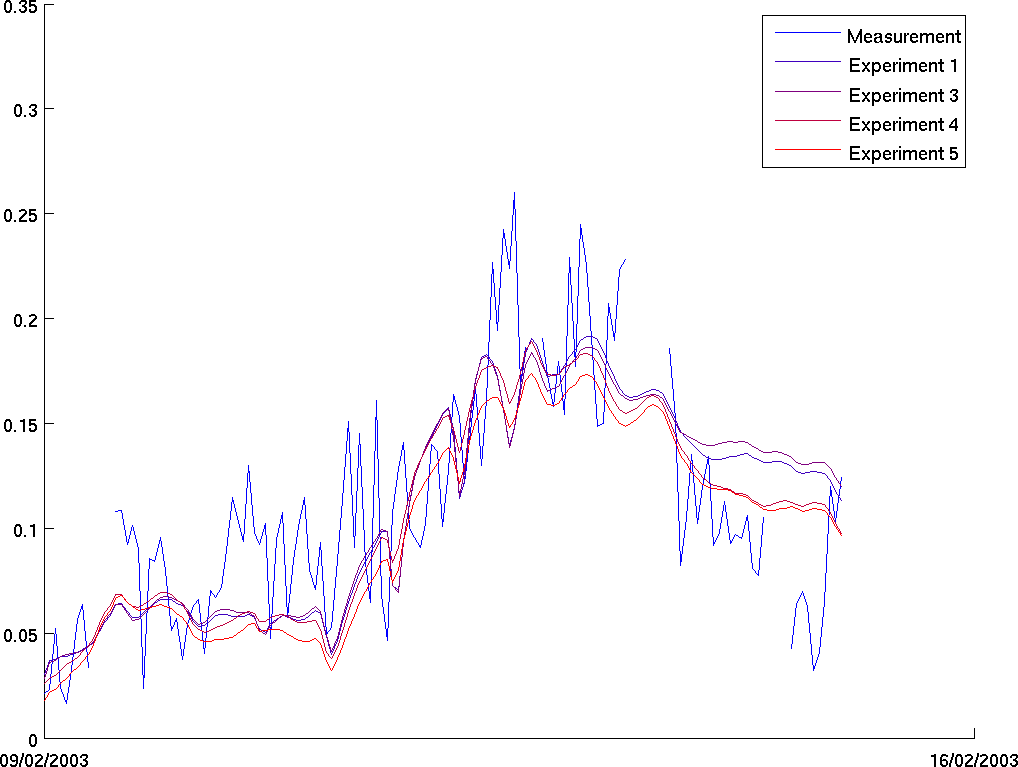 0.35
Measurement
Experiment 1
Experiment 3
Experiment 4
Experiment 5
0.3
0.25
0.2
0.15
0.1
0.05
0
09/02/2003
16/02/2003